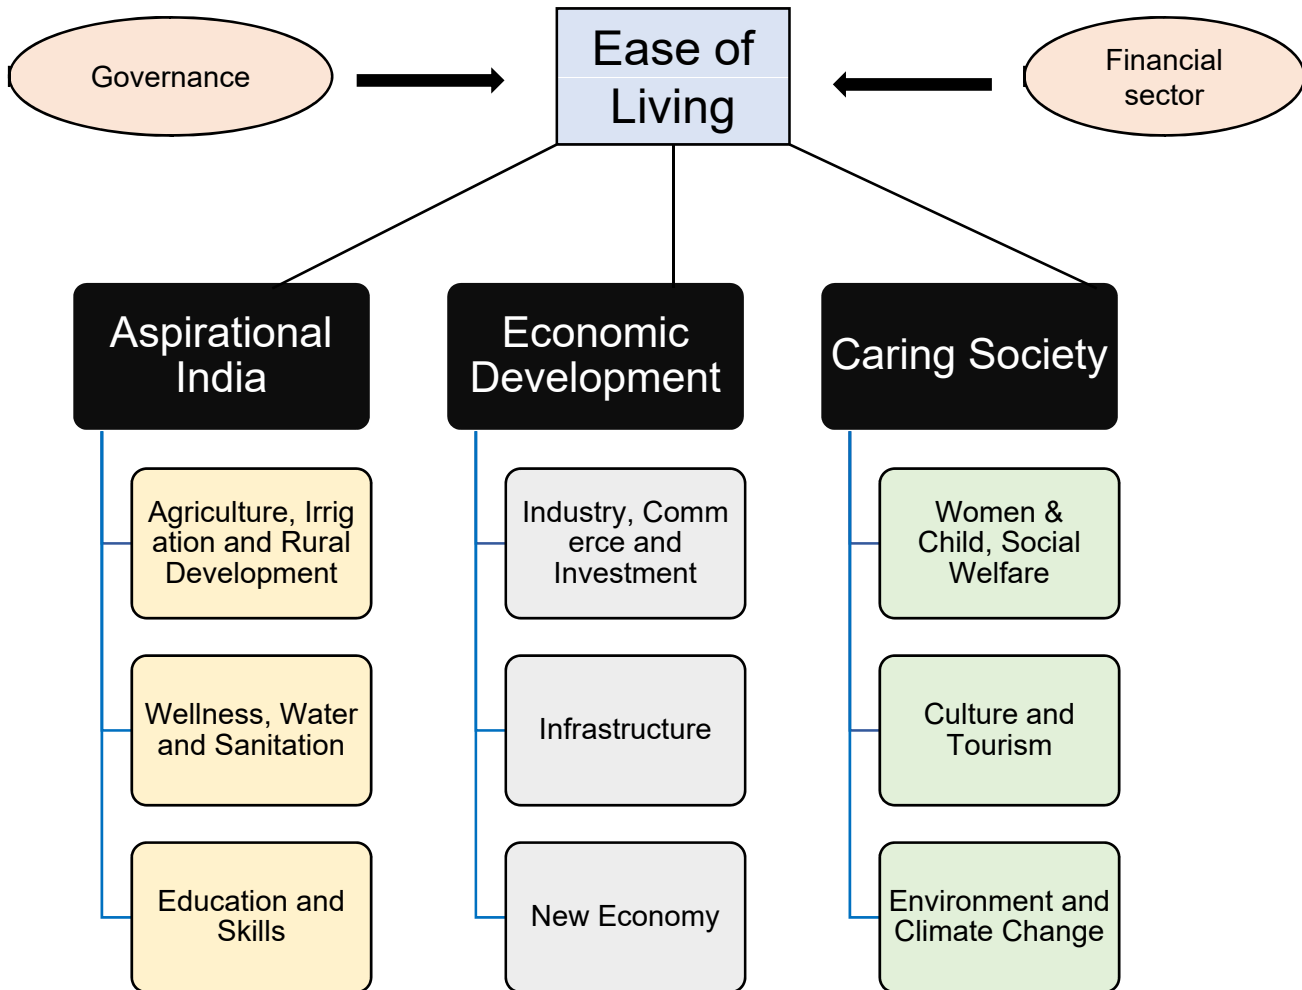 Governance
Ease of
Living
Financial
sector
Aspirational
India
Economic
Development
Caring Society
Agriculture, Irrig
ation and Rural
Development
Industry, Comm
erce and
Investment
Women &
Child, Social
Welfare
Wellness, Water
and Sanitation
Infrastructure
Culture and
Tourism
Education and
Skills
New Economy
Environment and
Climate Change